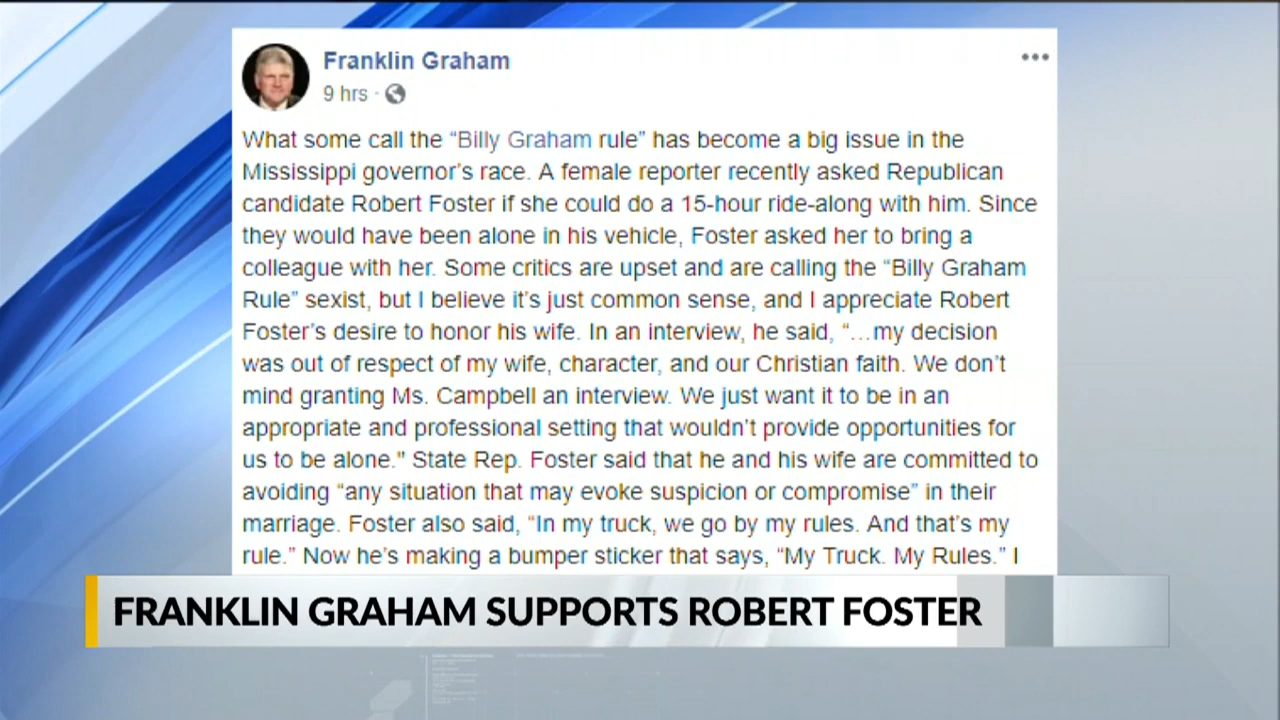 Franklin Graham
9 hrs ·
What some call the “Billy Graham rule” has become a big issue in the
Mississippi governor’s race. A female reporter recently asked Republican
candidate Robert Foster if she could do a 15-hour ride-along with him. Since
they would have been alone in his vehicle, Foster asked her to bring a
colleague with her. Some critics are upset and are calling the “Billy Graham
Rule” sexist, but I believe it’s just common sense, and I appreciate Robert
Foster’s desire to honor his wife. In an interview, he said, “…my decision
was out of respect of my wife, character, and our Christian faith. We don’t
mind granting Ms. Campbell an interview. We just want it to be in an
appropriate and professional setting that wouldn’t provide opportunities for
us to be alone." State Rep. Foster said that he and his wife are committed to
avoiding “any situation that may evoke suspicion or compromise” in their
marriage. Foster also said, “In my truck, we go by my rules. And that’s my
rule.” Now he’s making a bumper sticker that says, “My Truck. My Rules.” I
FRANKLIN GRAHAM SUPPORTS ROBERT FOSTER